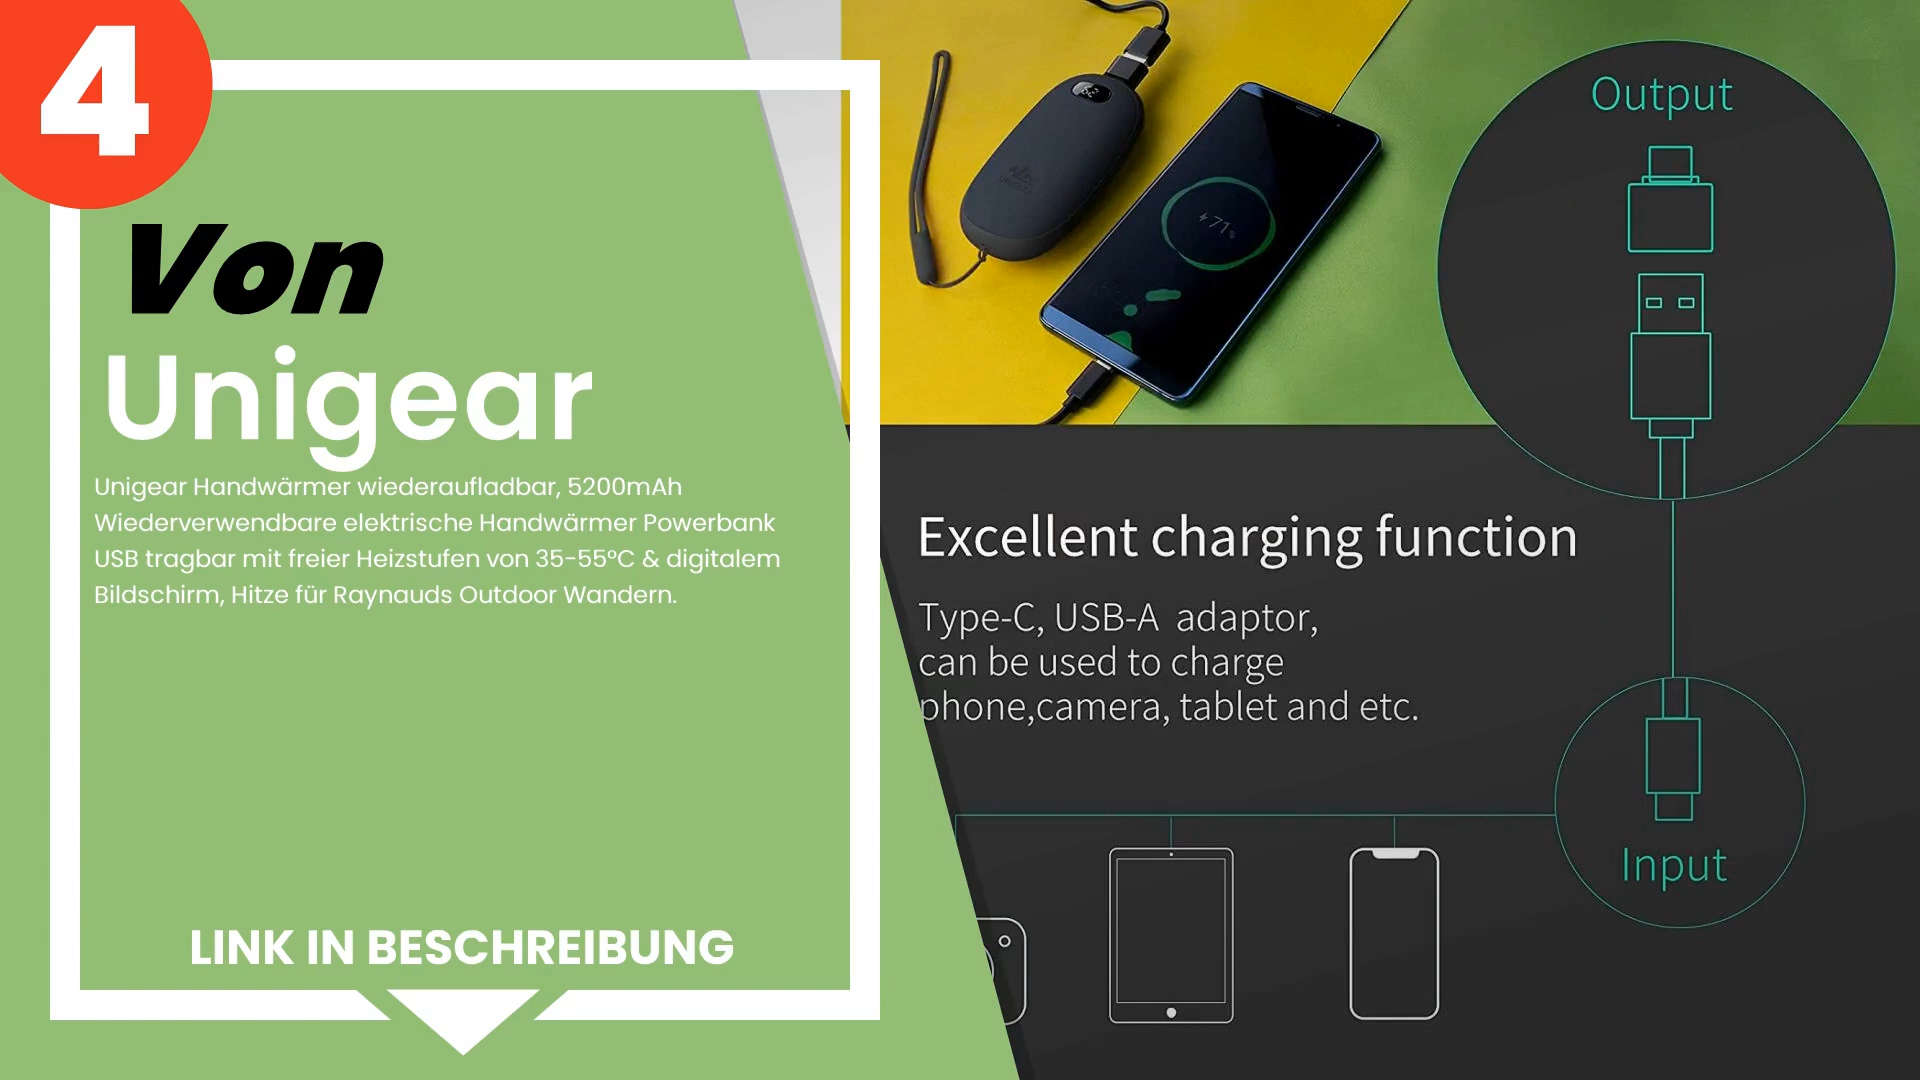 4
Von
Unigear
Unigear Handwärmer wiederaufladbar, 5200mAh
Wiederverwendbare elektrische Handwärmer Powerbank
USB tragbar mit freier Heizstufen von 35-55°C & digitalem
Bildschirm, Hitze für Raynauds Outdoor Wandern.
LINK IN BESCHREIBUNG
71%
Output
Excellent charging function
Type-C, USB-A adaptor,
can be used to charge
phone,camera, tablet and etc.
Input